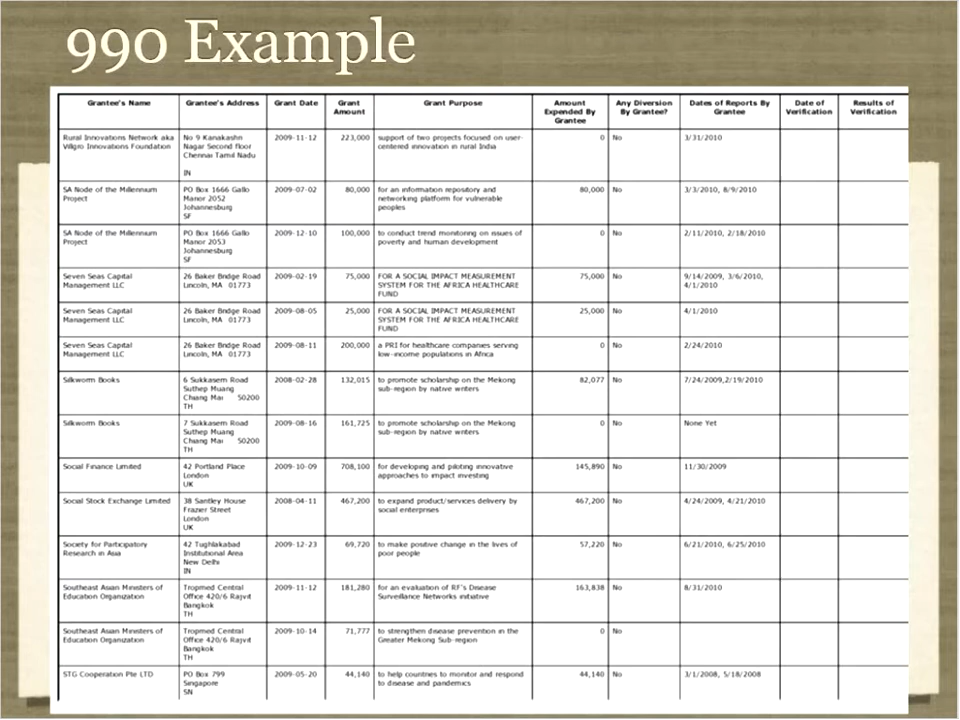 990 Example
Grantee's Name Grantee's Address Grant Date Grant Amount Grant Purpose Amount Expended By Grantee Any Diversion By Grantee? Dates of Reports By Grantee Date of Verification Results of Verification
Rural Innovations Network aka No 9 Kanakashn 2009-11-12 223,000 support of two projects focused on user- 0 No 3/31/2010
Villgro Innovations Foundation Nagar Second floor centered innovation in rural India
Chennai Tamil Nadu
IN
SA Node of the Millennium PO Box 1666 Gallo 2009-07-02 80,000 for an information repository and 80,000 No 3/3/2010, 8/9/2010
Project Manor 2052 networking platform for vulnerable
Johannesburg peoples
SF
SA Node of the Millennium PO Box 1666 Gallo 2009-12-10 100,000 to conduct trend monitoring on issues of 0 No 2/11/2010, 2/18/2010
Project Manor 2053 poverty and human development
Johannesburg
SF
Seven Seas Capital 26 Baker Bridge Road 2009-02-19 75,000 FOR A SOCIAL IMPACT MEASUREMENT 75,000 No 9/14/2009, 3/6/2010,
Management LLC Lincoln, MA 01773 SYSTEM FOR THE AFRICA HEALTHCARE 4/1/2010
FUND
Seven Seas Capital 26 Baker Bridge Road 2009-08-05 25,000 FOR A SOCIAL IMPACT MEASUREMENT 25,000 No 4/1/2010
Management LLC Lincoln, MA 01773 SYSTEM FOR THE AFRICA HEALTHCARE
FUND
Seven Seas Capital 26 Baker Bridge Road 2009-08-11 200,000 a PRI for healthcare companies serving 0 No 2/24/2010
Management LLC Lincoln, MA 01773 low-income populations in Africa
Silkworm Books 6 Sukkasem Road 2008-02-28 132,015 to promote scholarship on the Mekong 82,077 No 7/24/2009,2/19/2010
Suthep Muang sub-region by native writers
Chiang Mai 50200
TH
Silkworm Books 7 Sukkasem Road 2009-08-16 161,725 to promote scholarship on the Mekong 0 No None Yet
Suthep Muang sub-region by native writers
Chiang Mai 50200
TH
Social Finance Limited 42 Portland Place 2009-10-09 708,100 for developing and piloting innovative 145,890 No 11/30/2009
London approaches to impact investing
UK
Social Stock Exchange Limited 38 Santley House 2008-04-11 467,200 to expand product/services delivery by 467,200 No 4/24/2009, 4/21/2010
Frazier Street social enterprises
London
UK
Society for Participatory 42 Tughlakabad 2009-12-23 69,720 to make positive change in the lives of 57,220 No 6/21/2010, 6/25/2010
Research in Asia Institutional Area poor people
New Delhi
IN
Southeast Asian Ministers of Tropmed Central 2009-11-12 181,280 for an evaluation of RF's Disease 163,838 No 8/31/2010
Education Organization Office 420/6 Rajvit Surveillance Networks initiative
Bangkok
TH
Southeast Asian Ministers of Tropmed Central 2009-10-14 71,777 to strengthen disease prevention in the 0 No
Education Organization Office 420/6 Rajvit Greater Mekong Sub-region
Bangkok
TH
STG Cooperation Pte LTD PO Box 799 2009-05-20 44,140 to help countries to monitor and respond 44,140 No 3/1/2008, 5/18/2008
Singapore to disease and pandemics
SN